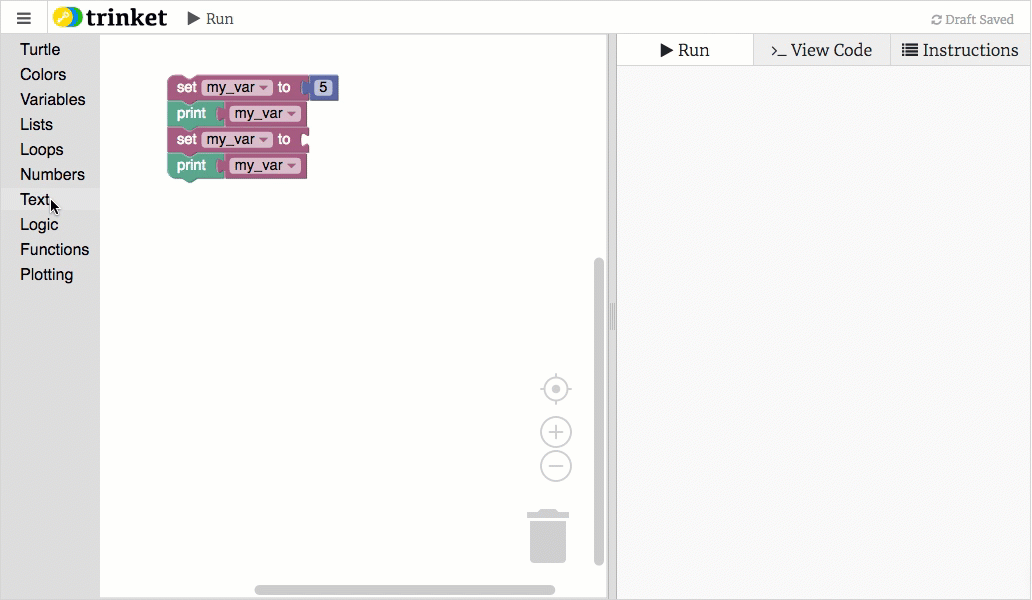 trinket
Run
Draft Saved
Turtle
Colors
Variables
Lists
Loops
Numbers
Text
Logic
Functions
Plotting
set my_var to 5
print my_var
set my_var to
print my_var
Run
>_ View Code
Instructions